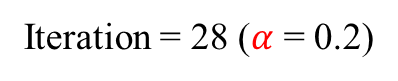 Iteration = 28 (α = 0.2)